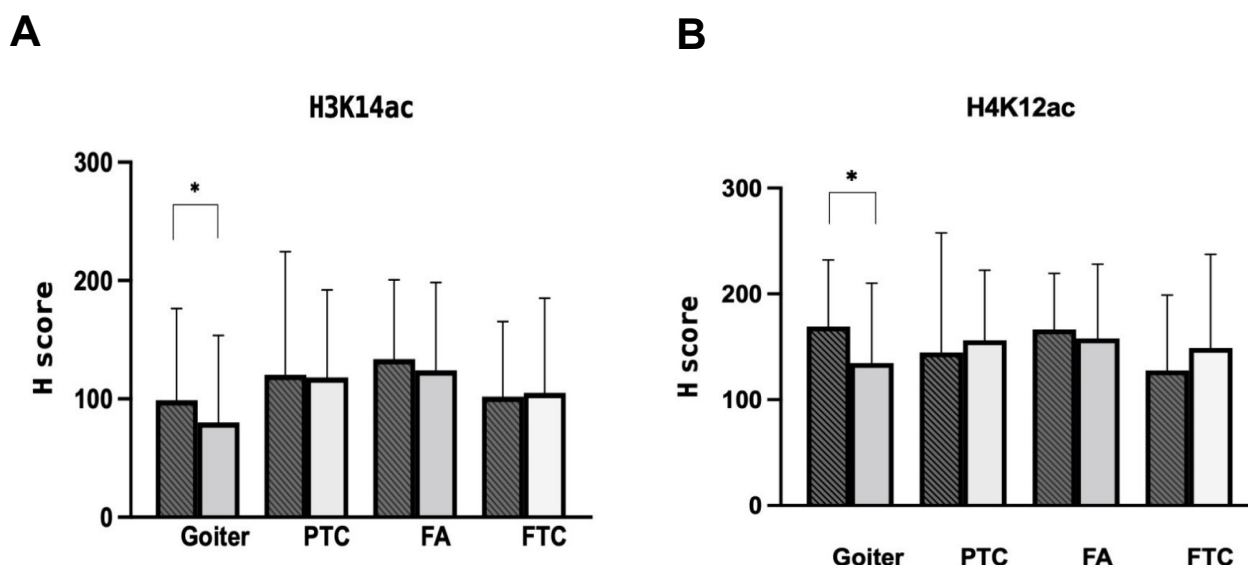 A
H3K14ac
300
*
200
H score
100
0
Goiter PTC FA FTC
B
H4K12ac
300
*
200
H score
100
0
Goiter PTC FA FTC